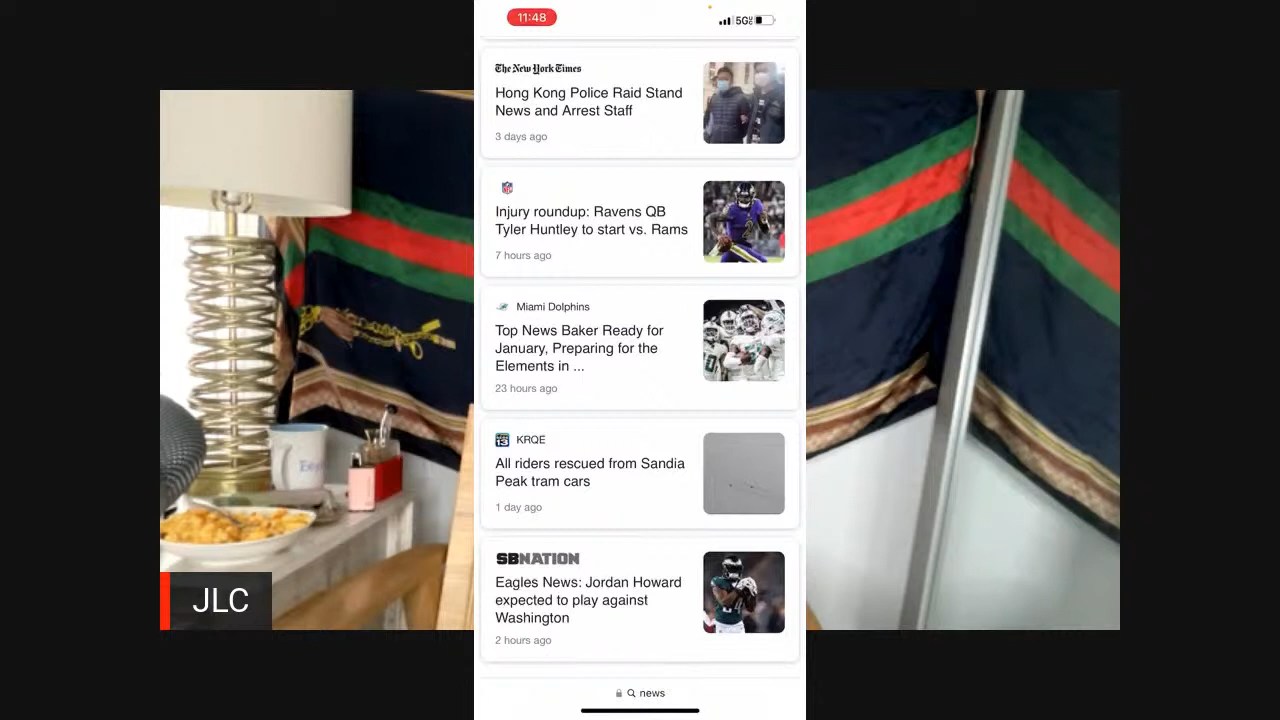 11:48
5G
The New York Times
Hong Kong Police Raid Stand
News and Arrest Staff
3 days ago
Injury roundup: Ravens QB
Tyler Huntley to start vs. Rams
7 hours ago
Miami Dolphins
Top News Baker Ready for
January, Preparing for the
Elements in ...
23 hours ago
KRQE
All riders rescued from Sandia
Peak tram cars
1 day ago
SBNATION
Eagles News: Jordan Howard
expected to play against
Washington
2 hours ago
news
JLC